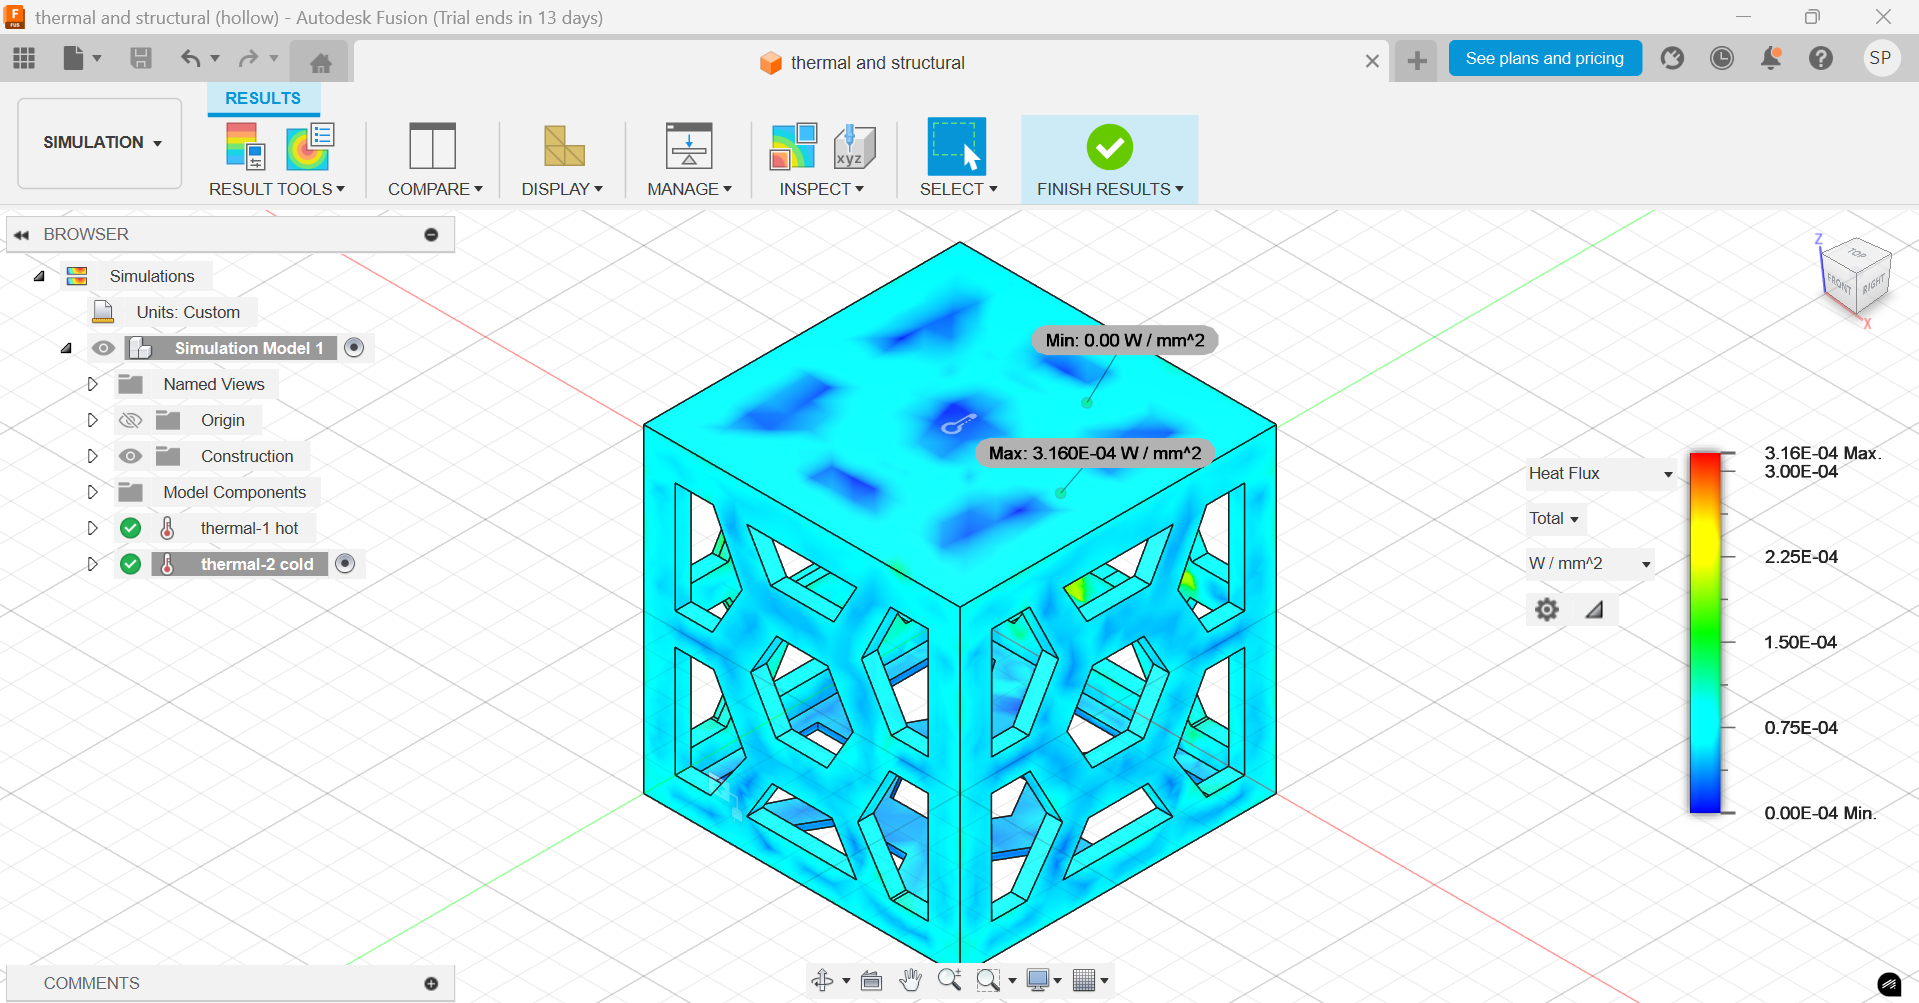 thermal and structural (hollow) - Autodesk Fusion (Trial ends in 13 days)
thermal and structural
See plans and pricing
SP
RESULTS
SIMULATION
RESULT TOOLS
COMPARE
DISPLAY
MANAGE
xyz
INSPECT
SELECT
FINISH RESULTS
BROWSER
Simulations
Units: Custom
Simulation Model 1
Named Views
Origin
Construction
Model Components
thermal-1 hot
thermal-2 cold
Min: 0.00 W / mm^2
Max: 3.160E-04 W / mm^2
Z
TOP
FRONT
RIGHT
X
Heat Flux
Total
W / mm^2
3.16E-04 Max.
3.00E-04
2.25E-04
1.50E-04
0.75E-04
0.00E-04 Min.
COMMENTS